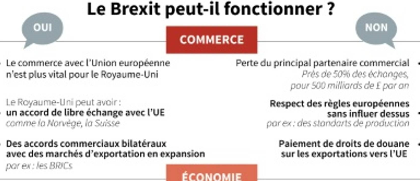 Le Brexit peut-il fonctionner ?
OUI
NON
COMMERCE
Le commerce avec l'Union européenne
n'est plus vital pour le Royaume-Uni
Le Royaume-Uni peut avoir :
un accord de libre échange avec l'UE
comme la Norvège, la Suisse
Des accords commerciaux bilatéraux
avec des marchés d'exportation en expansion
par ex : les BRICs
Perte du principal partenaire commercial
Près de 50% des échanges,
pour 500 milliards de £ par an
Respect des règles européennes
sans influer dessus
par ex : des standarts de production
Paiement de droits de douane
sur les exportations vers l'UE
ÉCONOMIE